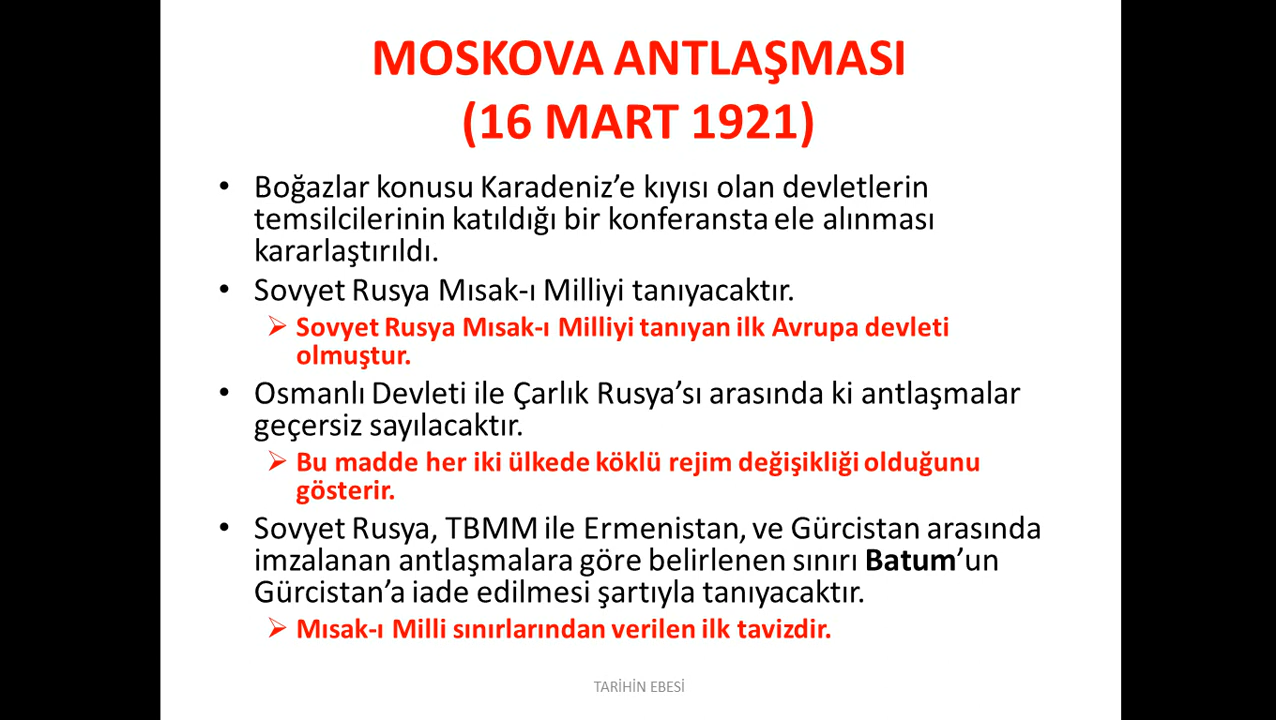 MOSKOVA ANTLAŞMASI
(16 MART 1921)
• Boğazlar konusu Karadeniz’e kıyısı olan devletlerin
temsilcilerinin katıldığı bir konferansta ele alınması
kararlaştırıldı.
• Sovyet Rusya Mısak-ı Milliyi tanıyacaktır.
➢ Sovyet Rusya Mısak-ı Milliyi tanıyan ilk Avrupa devleti
olmuştur.
• Osmanlı Devleti ile Çarlık Rusya’sı arasında ki antlaşmalar
geçersiz sayılacaktır.
➢ Bu madde her iki ülkede köklü rejim değişikliği olduğunu
gösterir.
• Sovyet Rusya, TBMM ile Ermenistan, ve Gürcistan arasında
imzalanan antlaşmalara göre belirlenen sınırı Batum’un
Gürcistan’a iade edilmesi şartıyla tanıyacaktır.
➢ Mısak-ı Milli sınırlarından verilen ilk tavizdir.
TARİHİN EBESİ